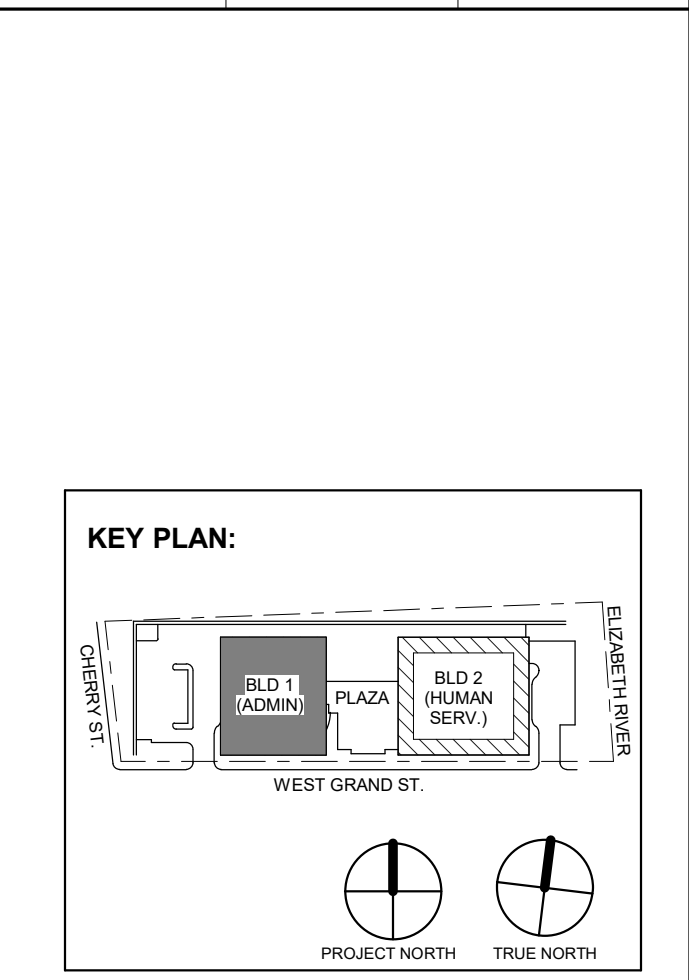 KEY PLAN:
CHERRY ST.
BLD 1
(ADMIN)
PLAZA
BLD 2
(HUMAN
SERV.)
ELIZABETH RIVER
WEST GRAND ST.
PROJECT NORTH
TRUE NORTH